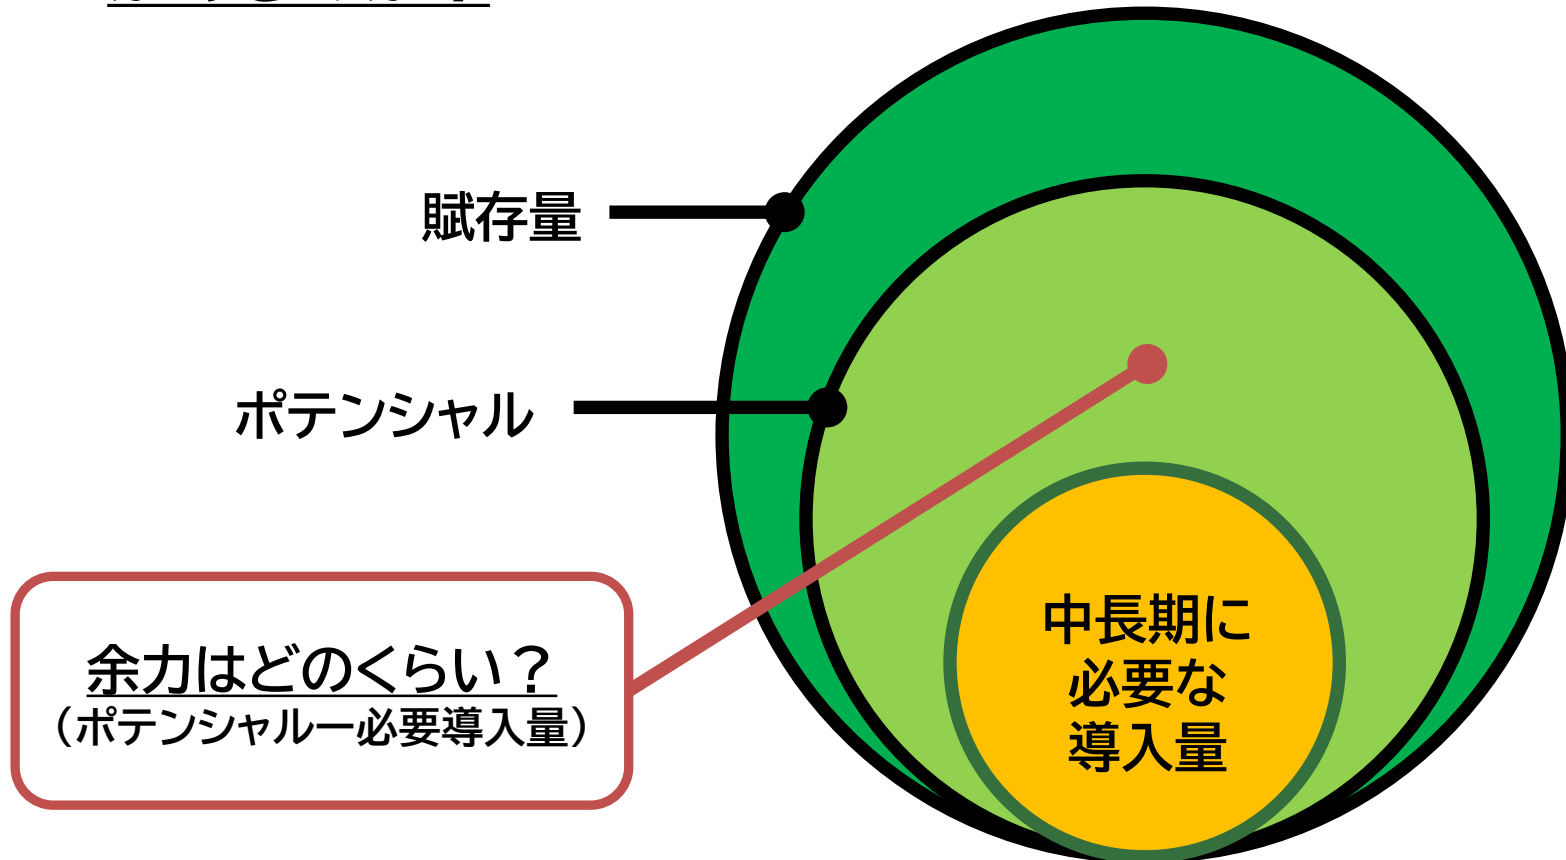 賦存量
ポテンシャル
余力はどのくらい？
（ポテンシャルー必要導入量）
中長期に
必要な
導入量